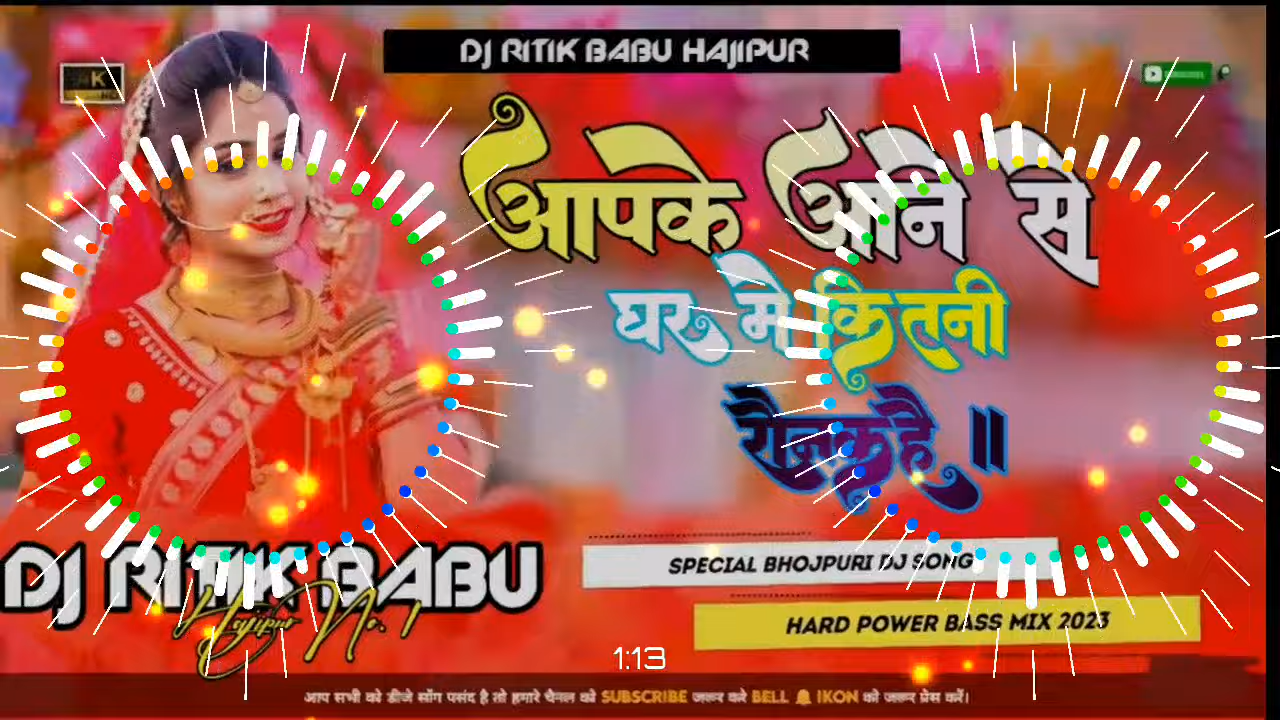 DJ RITIK BABU HAJIPUR
4K
आपके आने से
घर मे कितनी
रौनक है ॥
DJ RITIK BABU
Hajipur No. 1
SPECIAL BHOJPURI DJ SONG
HARD POWER BASS MIX 2023
1:13
आप सभी को डीजे सॉंग पसंद है तो हमारे चैनल को SUBSCRIBE जरूर करे BELL 🔔 IKON को जरूर प्रेस करें।